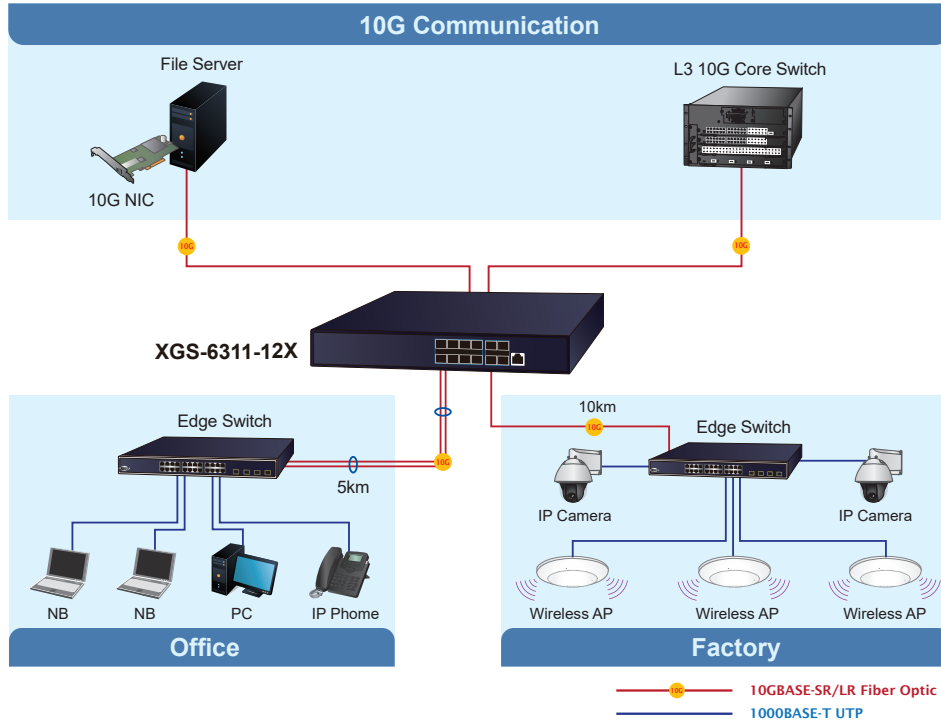 10G Communication
File Server
L3 10G Core Switch
10G NIC
10G
10G
XGS-6311-12X
10km
10G
Edge Switch
Edge Switch
10G
5km
IP Camera
IP Camera
NB
NB
PC
IP Phome
Wireless AP
Wireless AP
Wireless AP
Office
Factory
10G
10GBASE-SR/LR Fiber Optic
1000BASE-T UTP